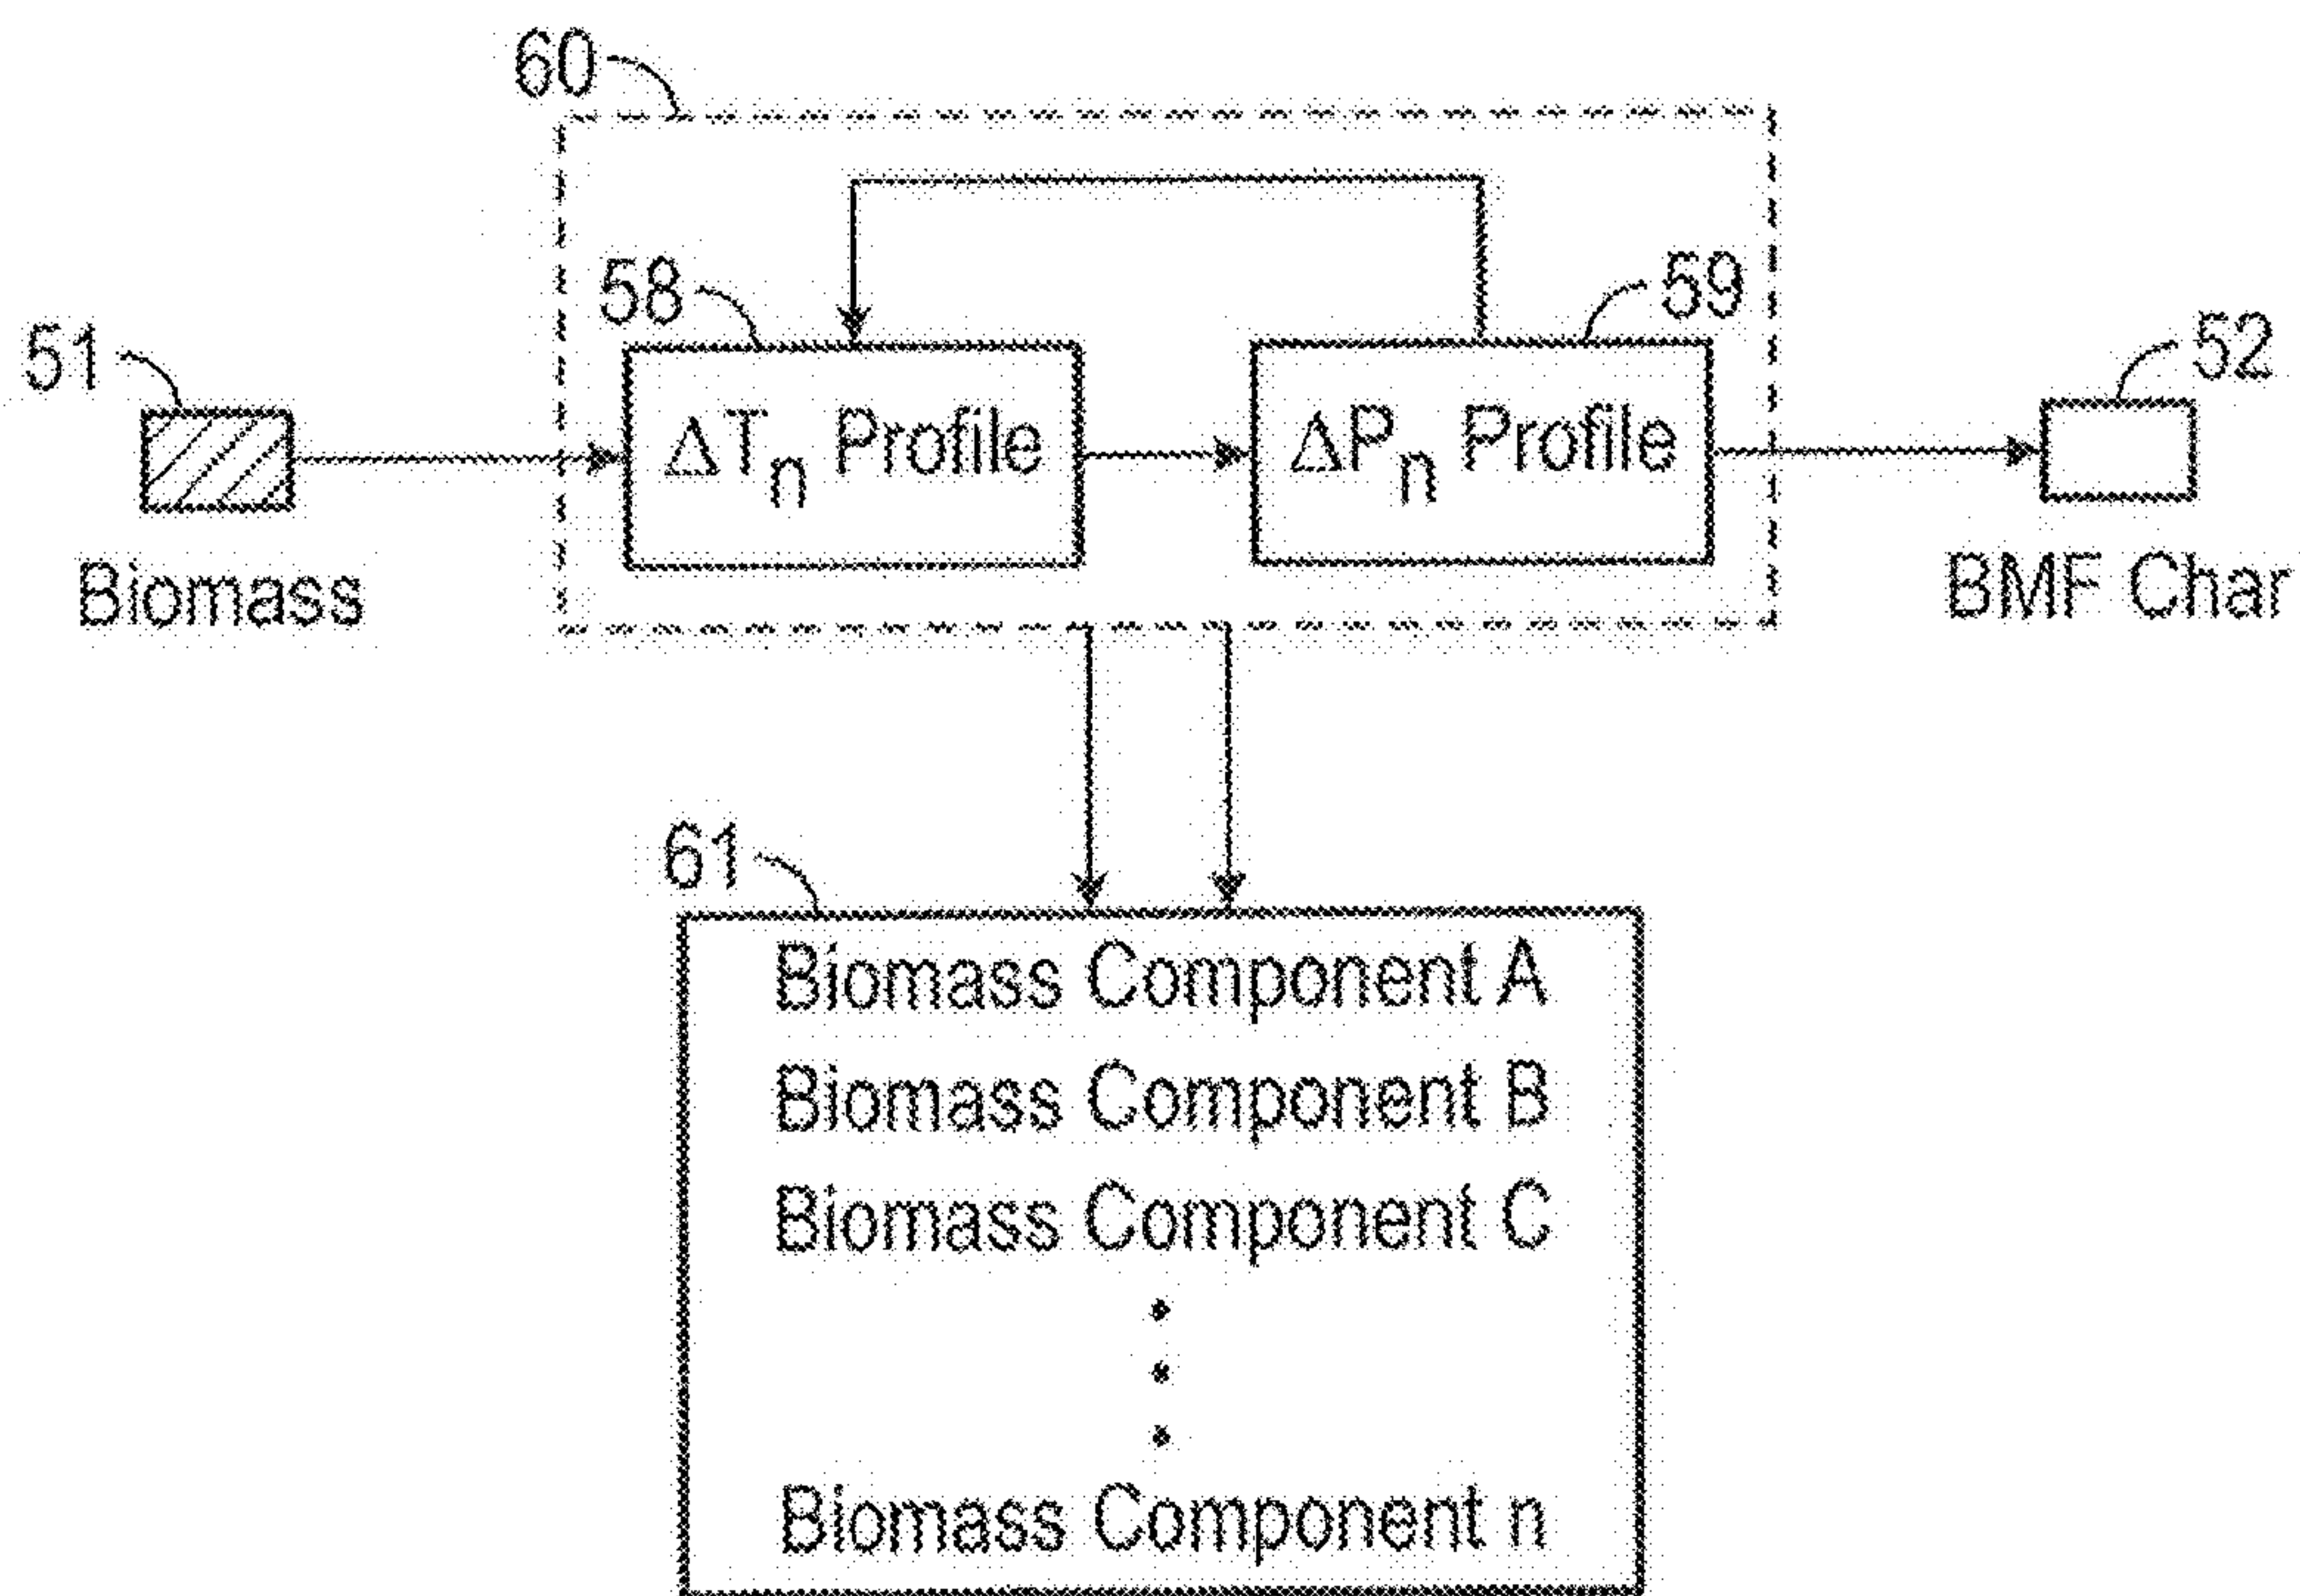 60
58
59
51
52
ΔTn Profile
ΔPn Profile
Biomass
BMF Char
61
Biomass Component A
Biomass Component B
Biomass Component C
Biomass Component n